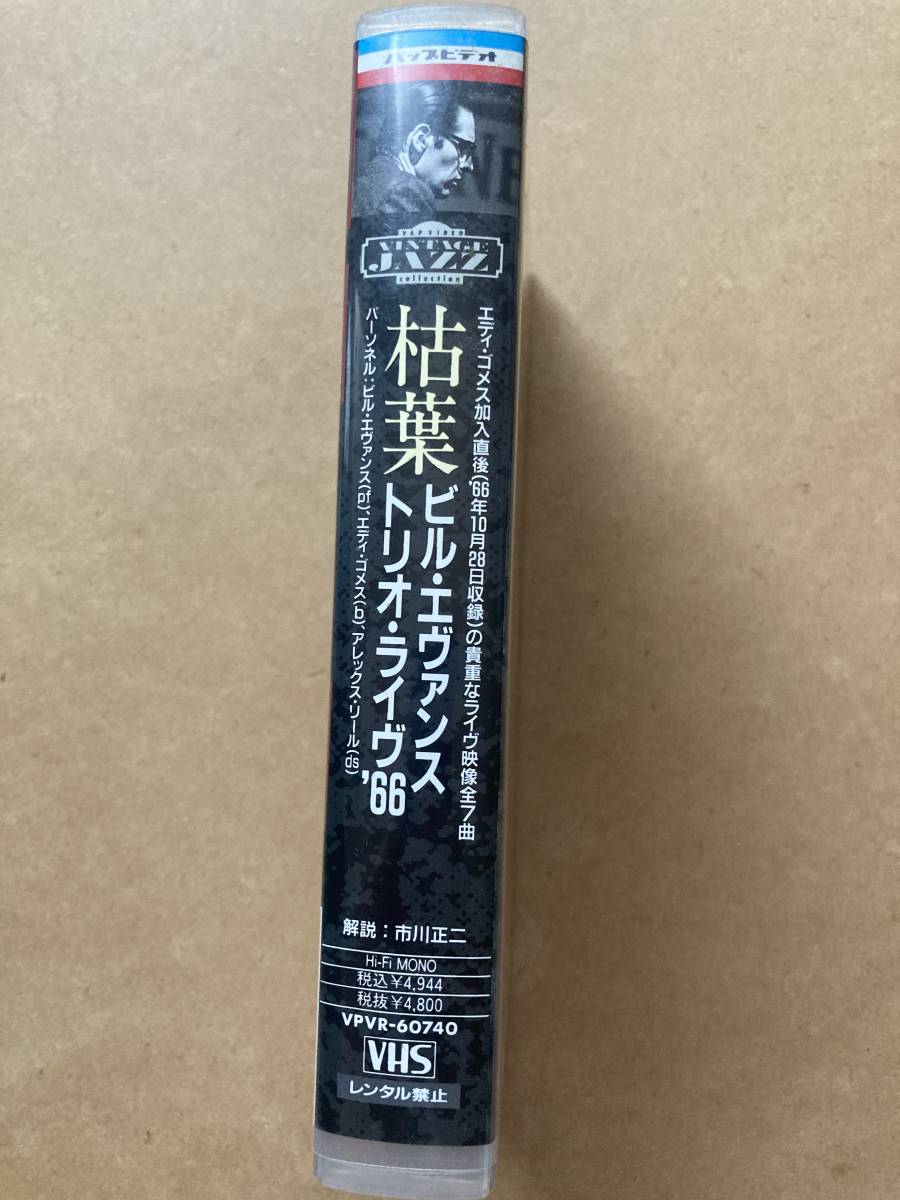 バップビデオ
VAP VIDEO
VINTAGE
JAZZ
collection
エディ・ゴメス加入直後('66年10月28日収録)の貴重なライヴ映像全7曲
枯葉
ビル・エヴァンス
トリオ・ライヴ'66
パーソネル:ビル・エヴァンス(pf)、エディ・ゴメス(b)、アレックス・リール(ds)
解説:市川正二
Hi-Fi MONO
税込¥4,944
税抜¥4,800
VPVR-60740
VHS
レンタル禁止